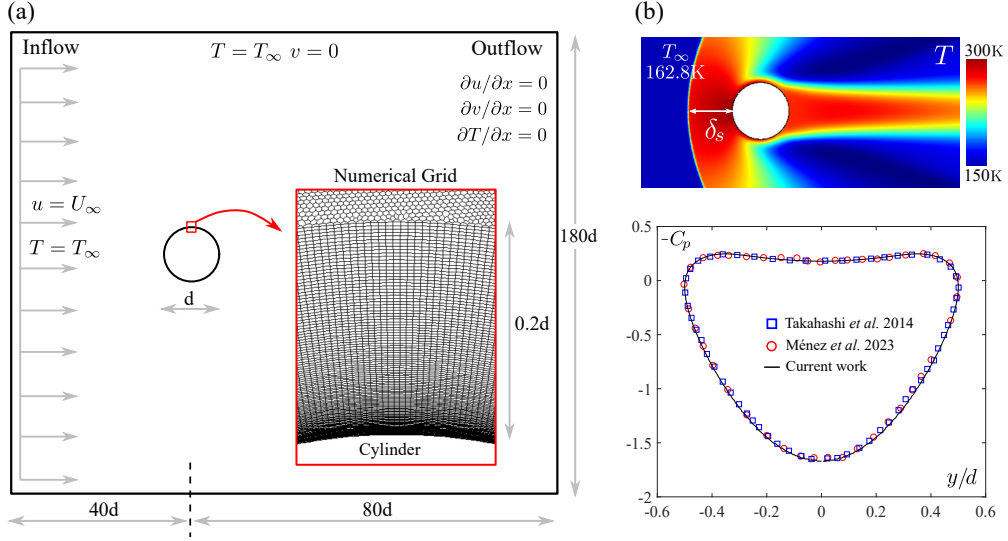 (a)
Inflow
T = T∞ v = 0
Outflow
∂u/∂x = 0
∂v/∂x = 0
∂T/∂x = 0
Numerical Grid
u = U∞
T = T∞
d
180d
0.2d
Cylinder
40d
80d
(b)
T∞
162.8K
T
300K
150K
δs
-Cp
0.5
0
-0.5
-1
-1.5
-2
Takahashi et al. 2014
Ménez et al. 2023
Current work
y/d
-0.6
-0.4
-0.2
0
0.2
0.4
0.6